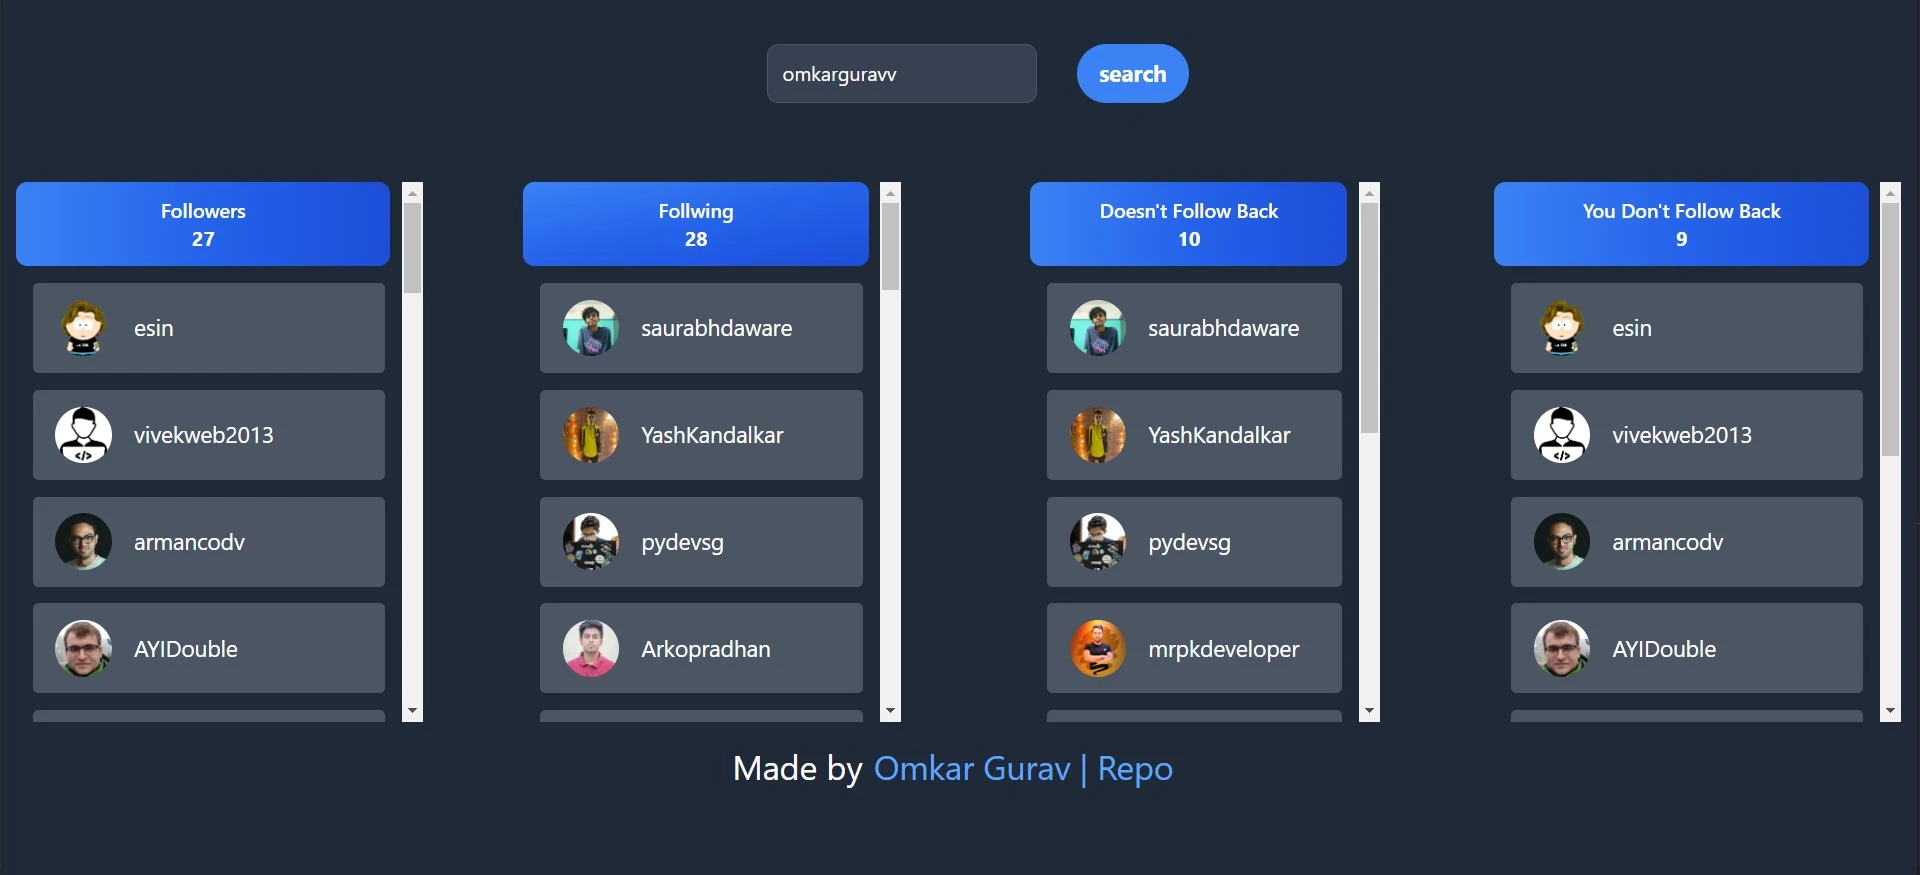 omkarguravv
search
Followers
27
esin
vivekweb2013
armancodv
AYIDouble
Follwing
28
saurabhdaware
YashKandalkar
pydevsg
Arkopradhan
Doesn't Follow Back
10
saurabhdaware
YashKandalkar
pydevsg
mrpkdeveloper
You Don't Follow Back
9
esin
vivekweb2013
armancodv
AYIDouble
Made by Omkar Gurav | Repo